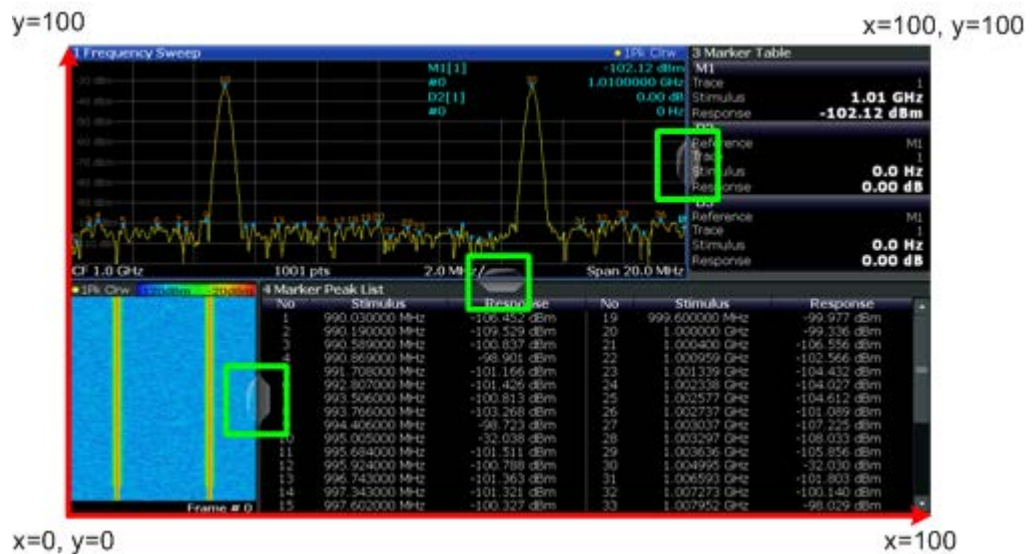 y=100
x=100, y=100
1 Frequency Sweep
1Pk Clrw
M1[1] -102.12 dBm
#0 1.0100000 GHz
D2[1] 0.00 dB
#0 0 Hz
CF 1.0 GHz 1001 pts 2.0 MHz/ Span 20.0 MHz
3 Marker Table
M1
Trace 1
Stimulus 1.01 GHz
Response -102.12 dBm
D2
Reference M1
Trace 1
Stimulus 0.0 Hz
Response 0.00 dB
D3
Reference M1
Trace 1
Stimulus 0.0 Hz
Response 0.00 dB
1Pk Clrw -120dBm -20dBm
Frame # 0
4 Marker Peak List
No Stimulus Response No Stimulus Response
1 990.030000 MHz -106.452 dBm 19 999.600000 MHz -99.977 dBm
2 990.190000 MHz -109.529 dBm 20 1.000000 GHz -99.336 dBm
3 990.589000 MHz -100.837 dBm 21 1.000400 GHz -106.556 dBm
4 990.869000 MHz -98.901 dBm 22 1.000959 GHz -102.566 dBm
991.708000 MHz -101.166 dBm 23 1.001339 GHz -104.432 dBm
992.807000 MHz -101.426 dBm 24 1.002338 GHz -104.027 dBm
993.506000 MHz -100.813 dBm 25 1.002577 GHz -104.612 dBm
993.766000 MHz -103.268 dBm 26 1.002737 GHz -101.089 dBm
994.406000 MHz -98.723 dBm 27 1.003037 GHz -107.225 dBm
10 995.005000 MHz -32.038 dBm 28 1.003297 GHz -108.033 dBm
11 995.684000 MHz -101.511 dBm 29 1.003636 GHz -105.856 dBm
12 995.924000 MHz -100.788 dBm 30 1.004995 GHz -32.030 dBm
13 996.743000 MHz -101.363 dBm 31 1.006593 GHz -101.803 dBm
14 997.343000 MHz -101.321 dBm 32 1.007273 GHz -100.140 dBm
15 997.602000 MHz -100.327 dBm 33 1.007952 GHz -98.029 dBm
x=0, y=0
x=100